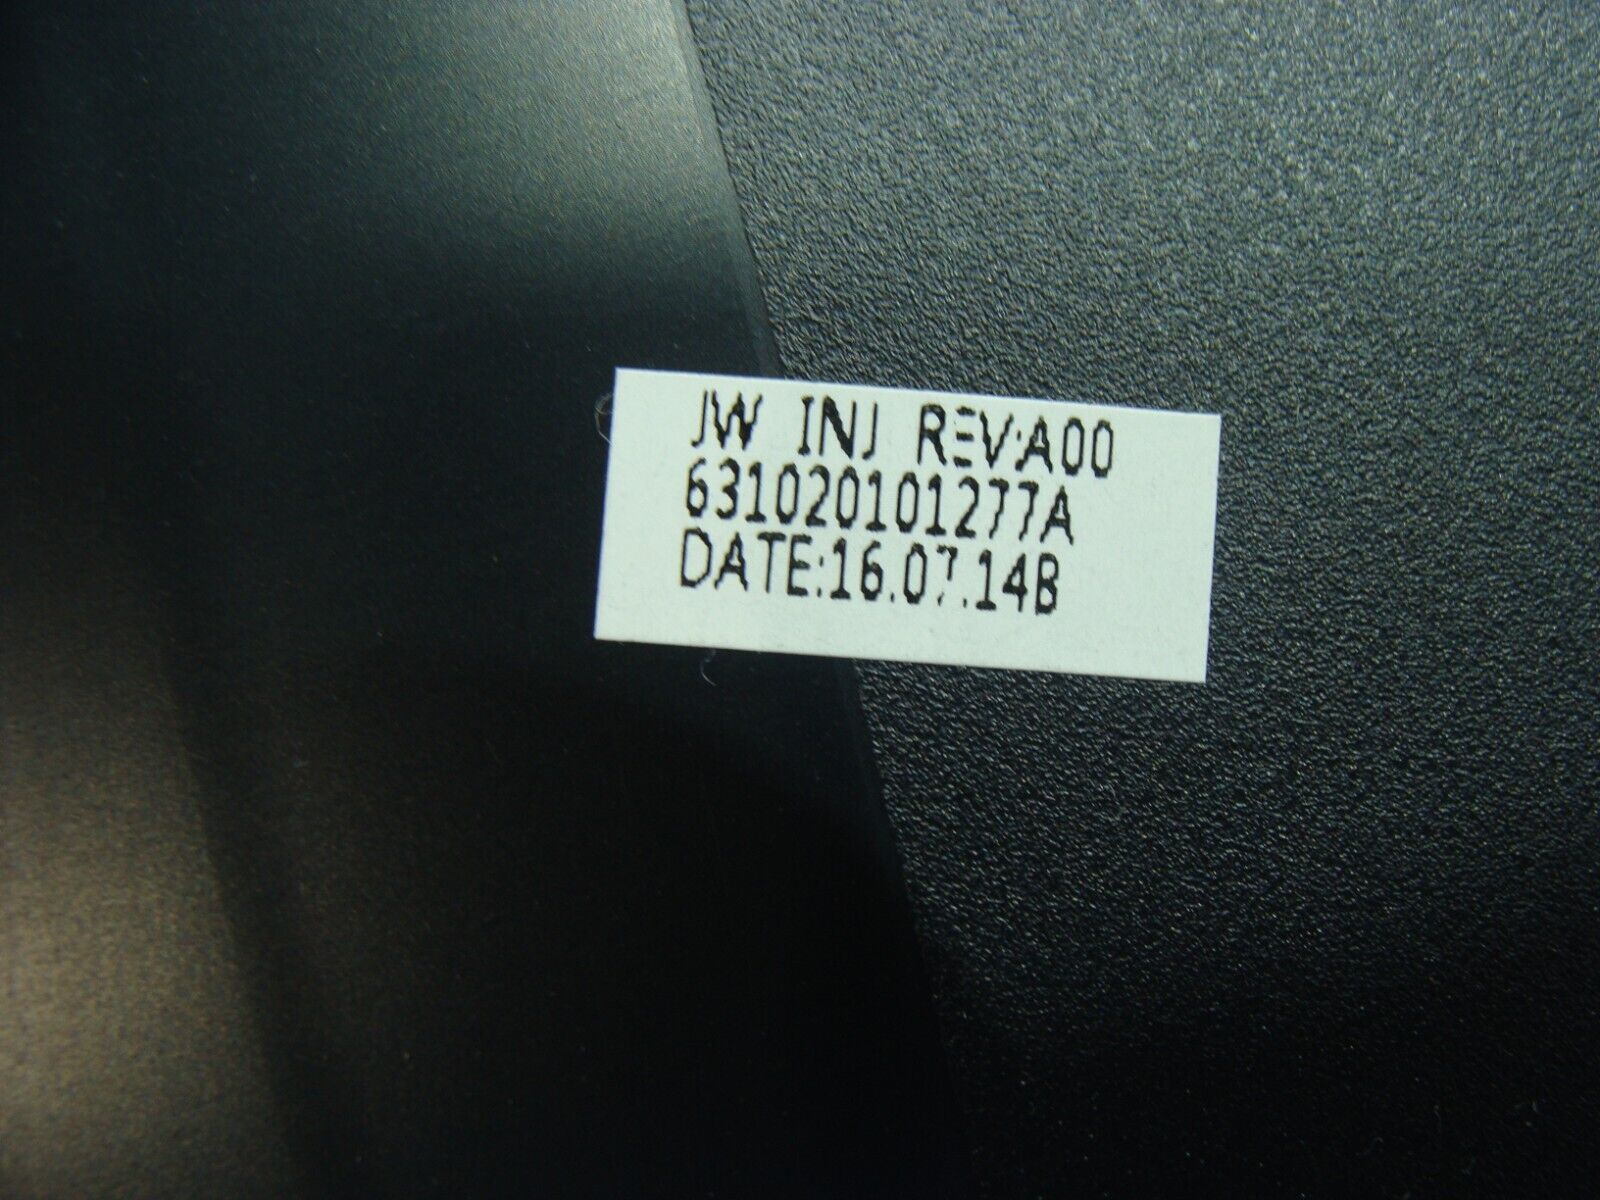 JW INJ REV:A00
631020101277A
DATE:16.07.14B